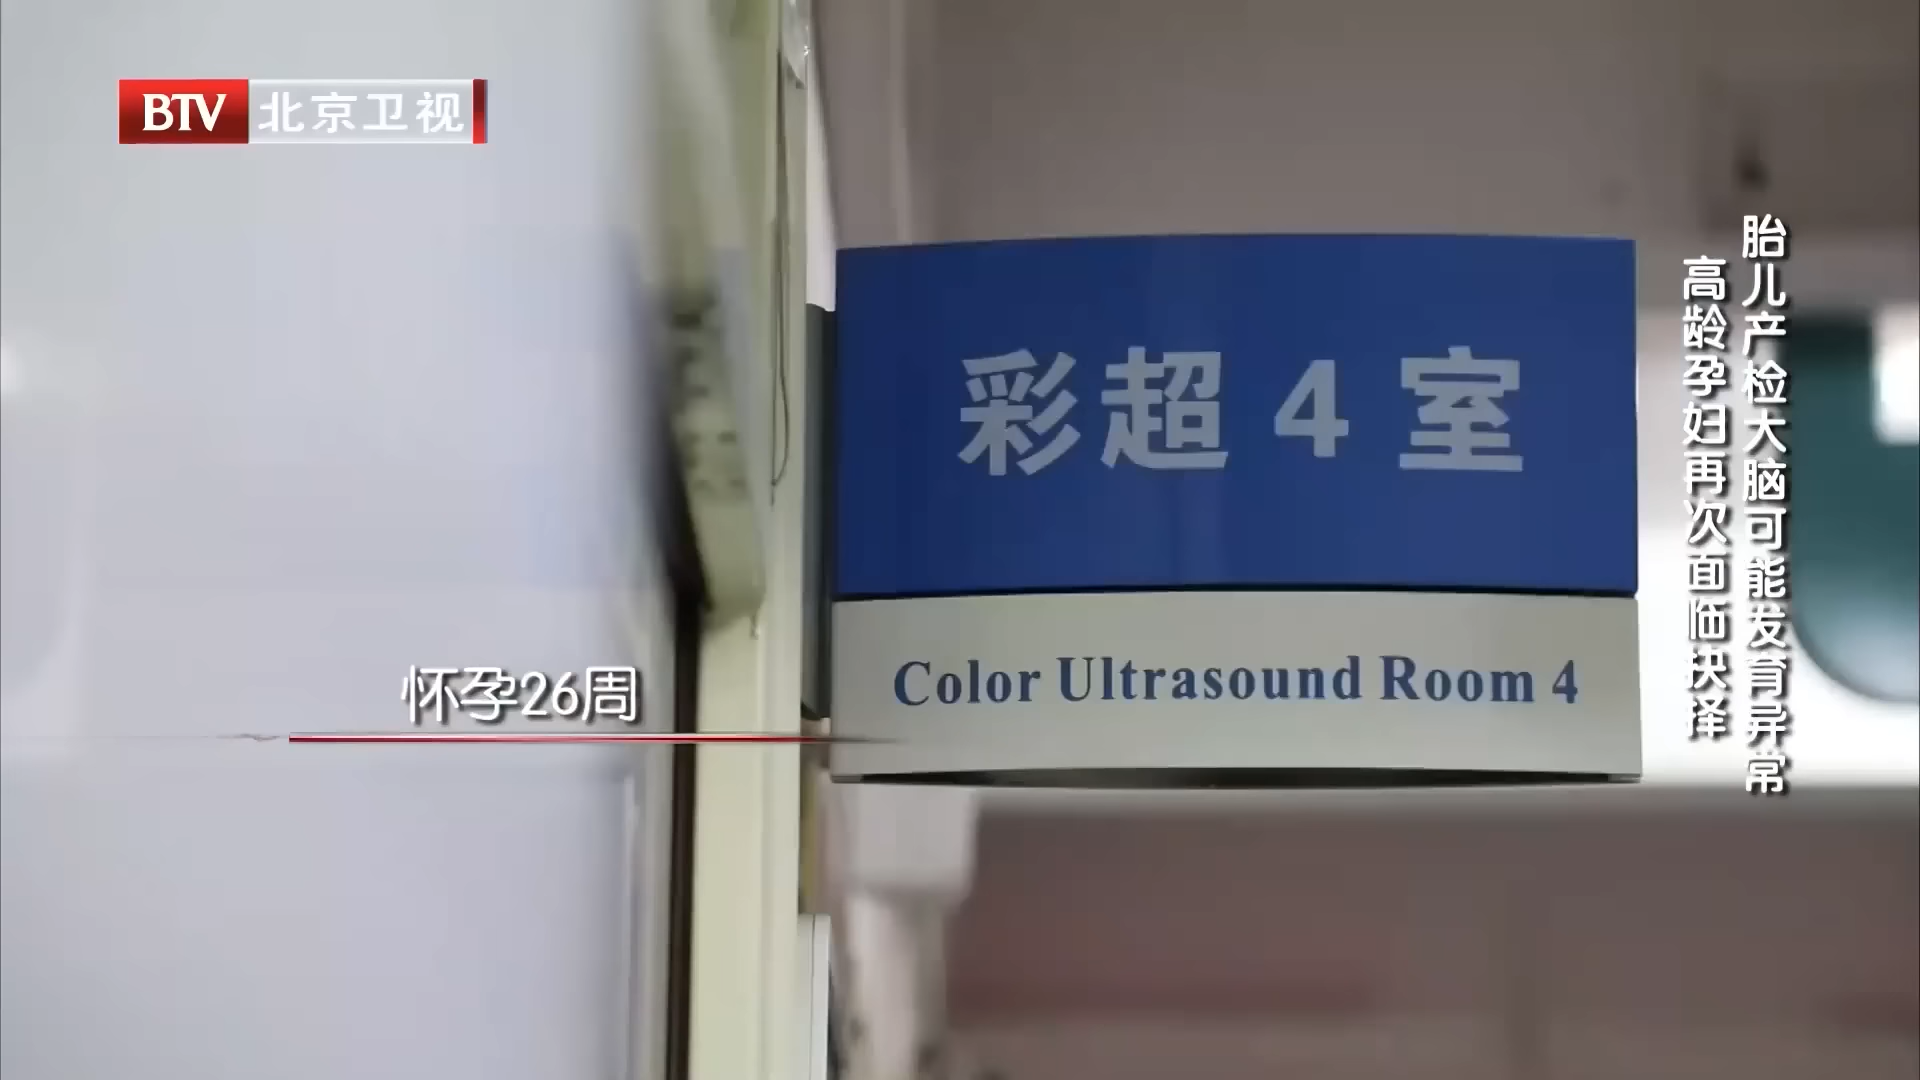 BTV 北京卫视
胎儿产检大脑可能发育异常
高龄孕妇再次面临抉择
彩超4室
Color Ultrasound Room 4
怀孕26周